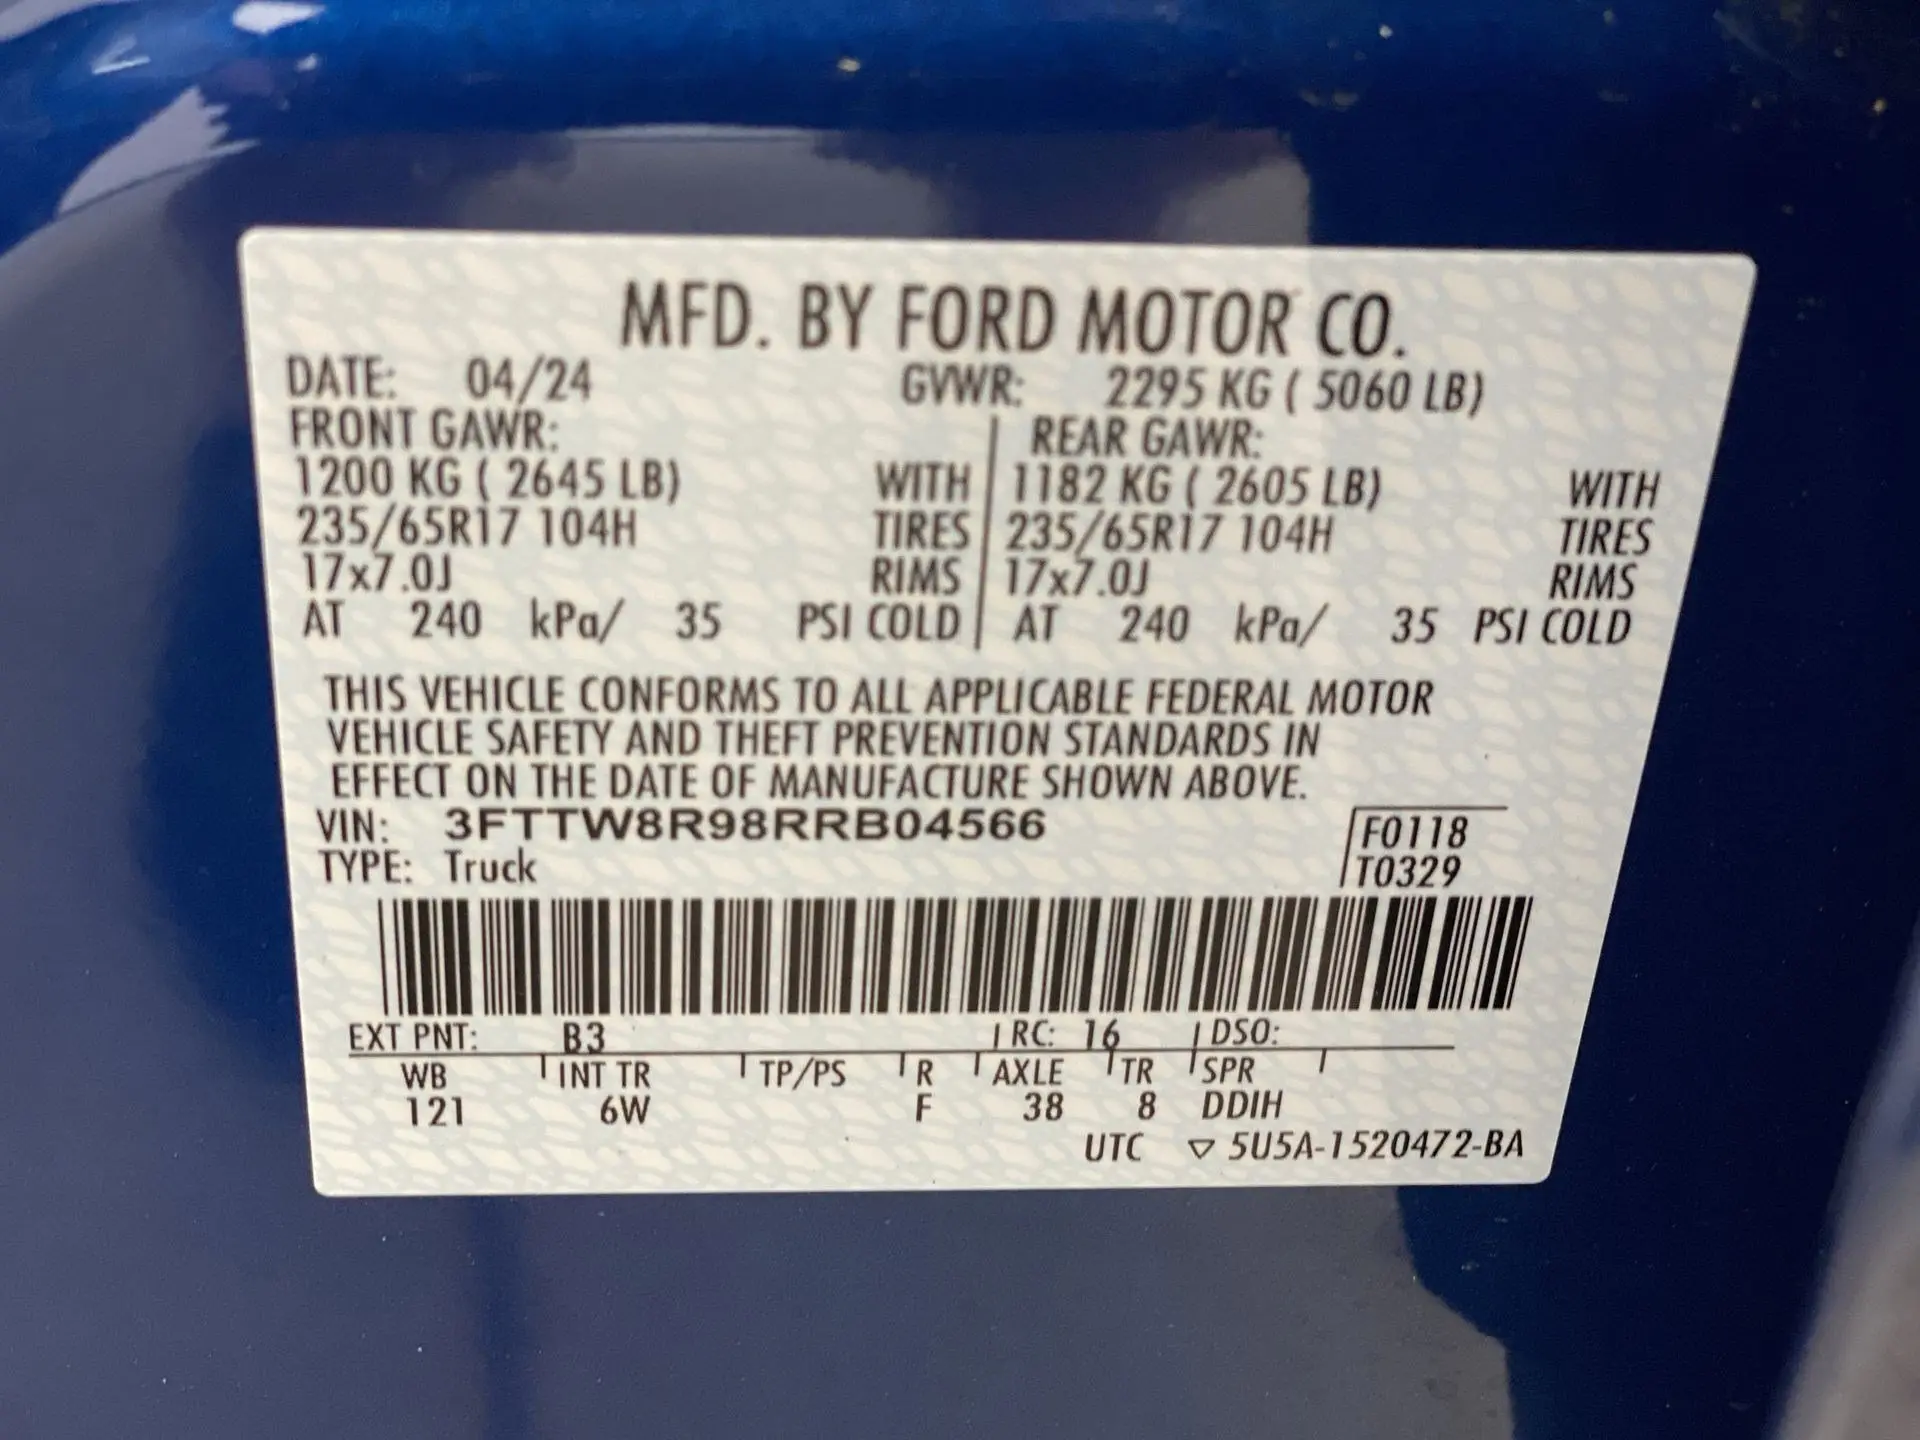 MFD. BY FORD MOTOR CO.
DATE: 04/24 GVWR: 2295 KG ( 5060 LB)
FRONT GAWR: REAR GAWR:
1200 KG ( 2645 LB) WITH 1182 KG ( 2605 LB) WITH
235/65R17 104H TIRES 235/65R17 104H TIRES
17x7.0J RIMS 17x7.0J RIMS
AT 240 kPa/ 35 PSI COLD AT 240 kPa/ 35 PSI COLD
THIS VEHICLE CONFORMS TO ALL APPLICABLE FEDERAL MOTOR
VEHICLE SAFETY AND THEFT PREVENTION STANDARDS IN
EFFECT ON THE DATE OF MANUFACTURE SHOWN ABOVE.
VIN: 3FTTW8R98RRB04566 F0118
TYPE: Truck T0329
EXT PNT: B3 RC: 16 DSO:
WB INT TR TP/PS R AXLE TR SPR
121 6W F 38 8 DDIH
UTC ▽ 5U5A-1520472-BA